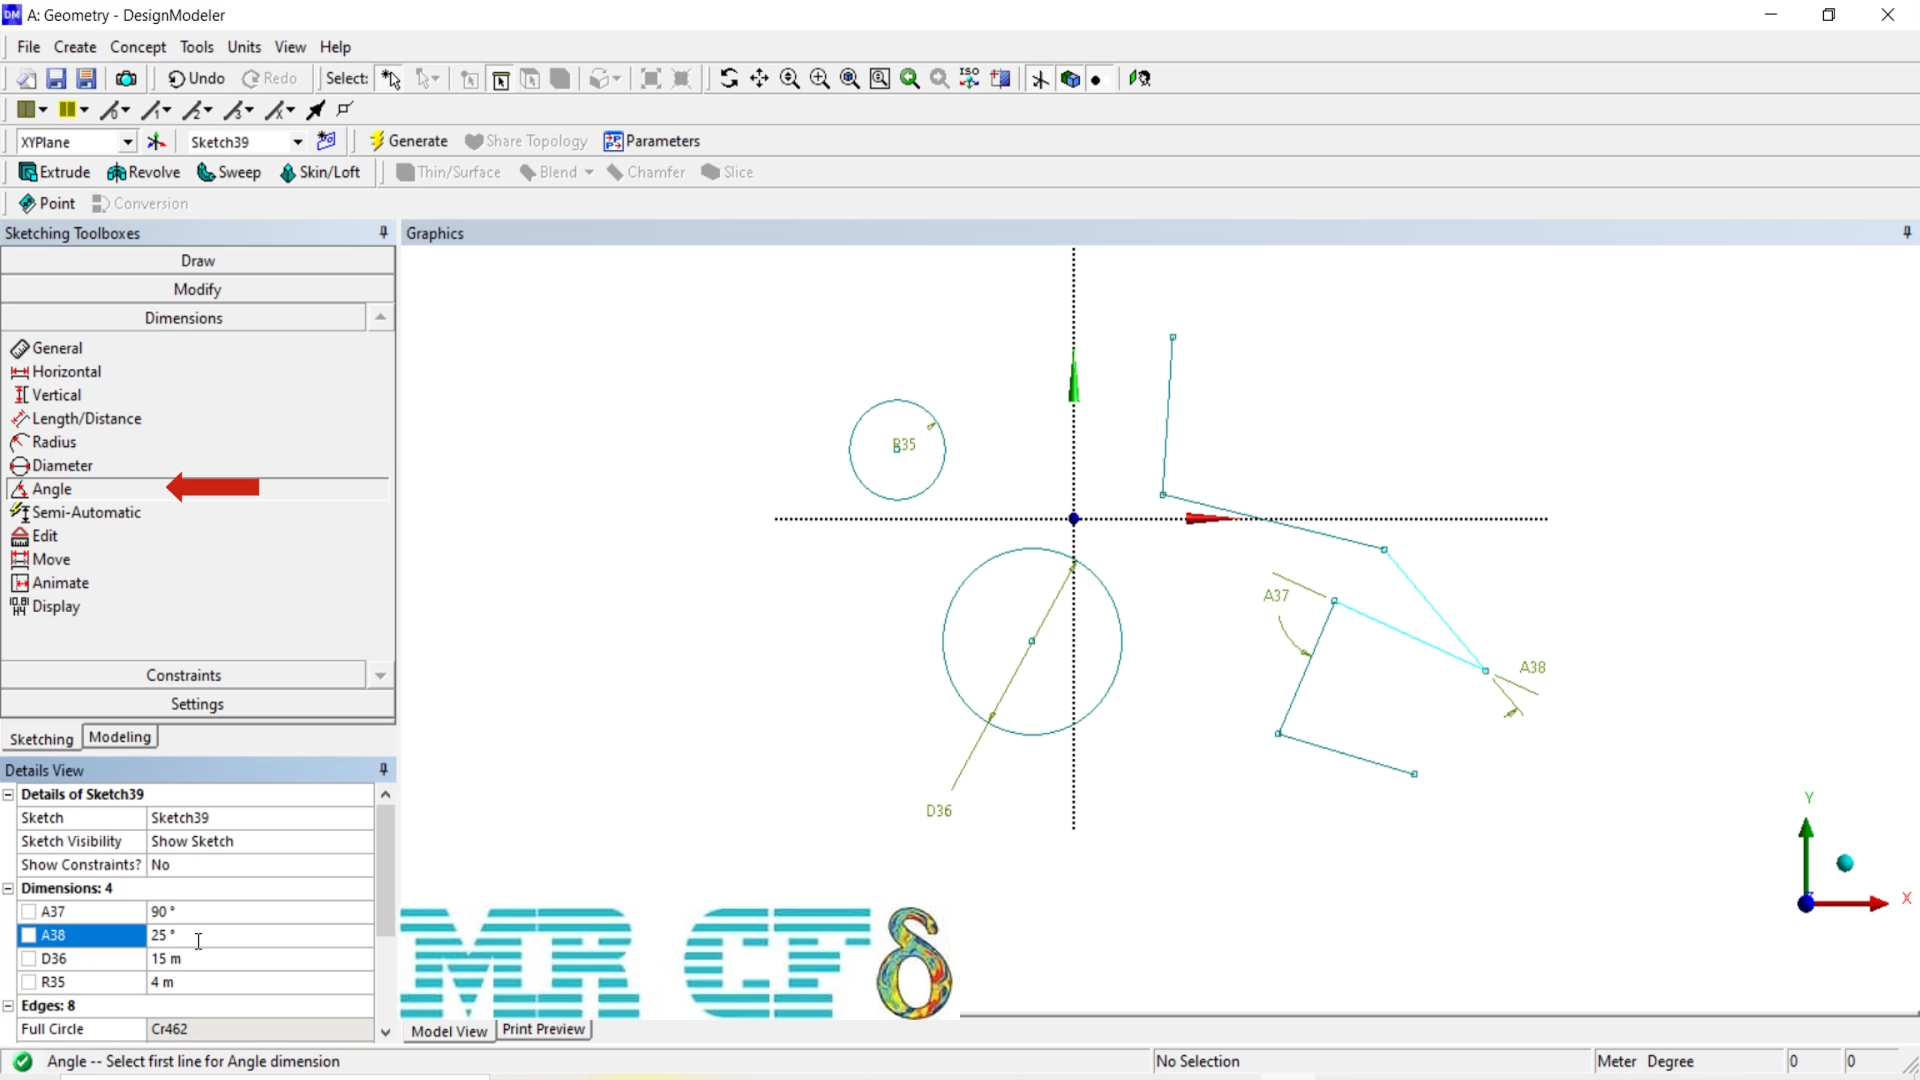 DM A: Geometry - DesignModeler
File Create Concept Tools Units View Help
Undo Redo Select: ISO
XYPlane Sketch39 Generate Share Topology Parameters
Extrude Revolve Sweep Skin/Loft Thin/Surface Blend Chamfer Slice
Point Conversion
Sketching Toolboxes
Draw
Modify
Dimensions
General
Horizontal
Vertical
Length/Distance
Radius
Diameter
Angle
Semi-Automatic
Edit
Move
Animate
Display
Constraints
Settings
Sketching Modeling
Details View
Details of Sketch39
Sketch Sketch39
Sketch Visibility Show Sketch
Show Constraints? No
Dimensions: 4
A37 90 °
A38 25 °
D36 15 m
R35 4 m
Edges: 8
Full Circle Cr462
Graphics
R35
A37
A38
D36
Y
X
MR CFδ
Model View Print Preview
Angle -- Select first line for Angle dimension No Selection Meter Degree 0 0